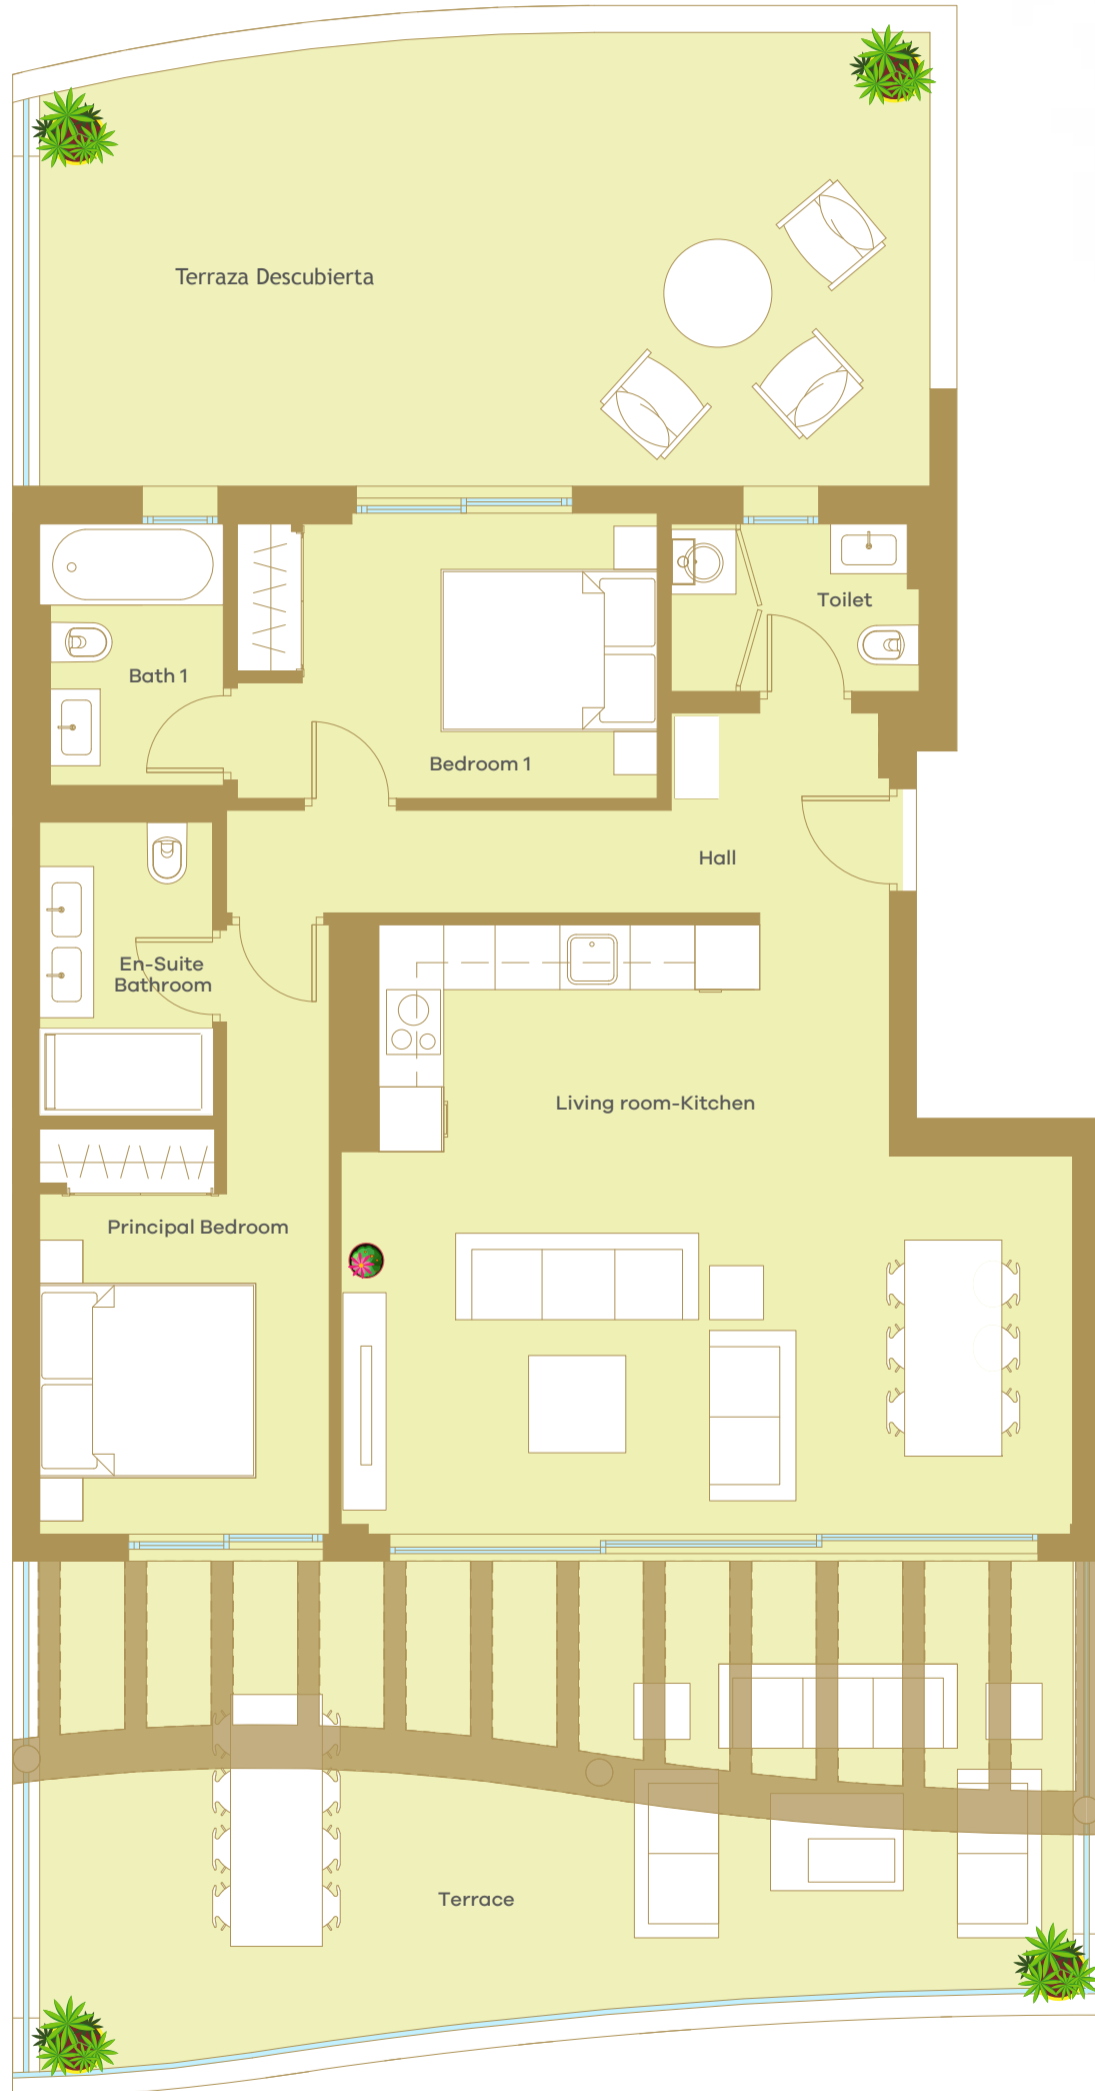 Terraza Descubierta
Toilet
Bath 1
Bedroom 1
Hall
En-Suite
Bathroom
Living room-Kitchen
Principal Bedroom
Terrace